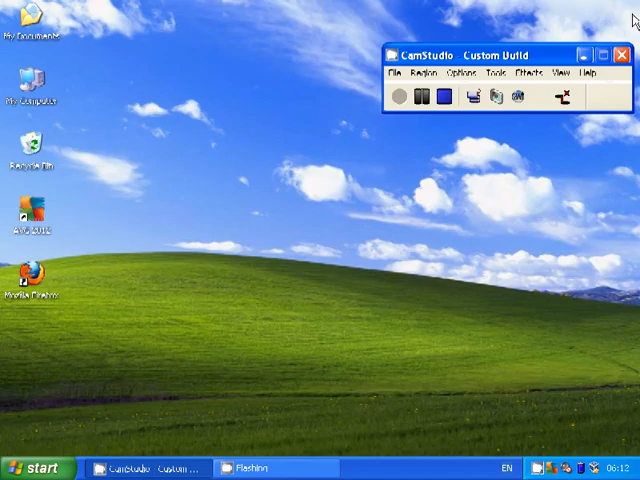 My Documents
My Computer
Recycle Bin
AVG 2012
Mozilla Firefox
CamStudio - Custom Build
File Region Options Tools Effects View Help
start
CamStudio - Custom ...
Flashing
EN
06:12